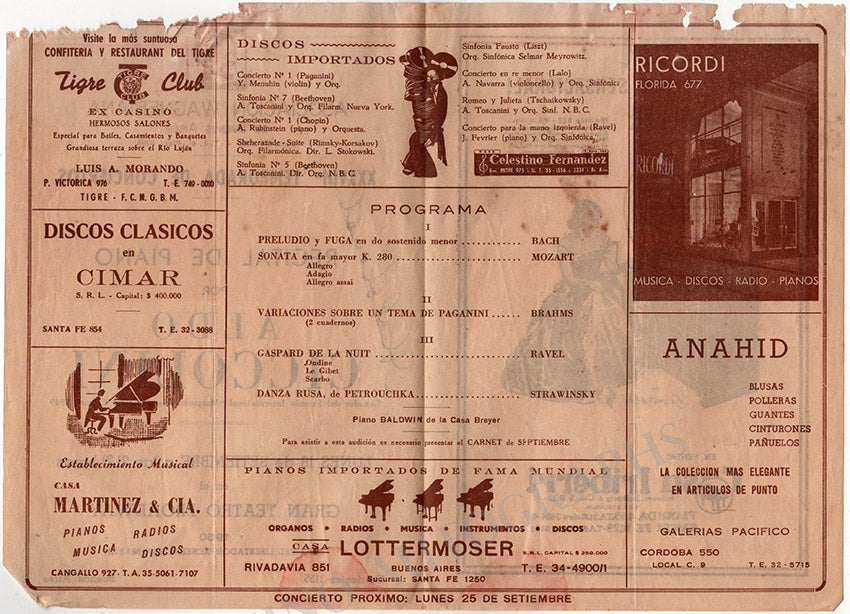 Visite la más suntuosa
CONFITERIA Y RESTAURANT DEL TIGRE
Tigre Club
TIGRE
CLUB
EX CASINO
HERMOSOS SALONES
Especial para Bailes, Casamientos y Banquetes
Grandiosa terraza sobre el Río Luján
LUIS A. MORANDO
P. VICTORICA 976 T. E. 749-0080
TIGRE - F. C. N. G. B. M.
DISCOS CLASICOS
en
CIMAR
S. R. L. - Capital: $ 400.000
SANTA FE 854 T. E. 32-3088
Establecimiento Musical
CASA
MARTINEZ & CIA.
PIANOS RADIOS
MUSICA DISCOS
CANGALLO 927 - T. A. 35-5061-7107
DISCOS
IMPORTADOS
Concierto Nº 1 (Paganini)
Y. Menuhin (violín) y Orq.
Sinfonía Nº 7 (Beethoven)
A. Toscanini y Orq. Filarm. Nueva York.
Concierto Nº 1 (Chopin)
A. Rubinstein (piano) y Orquesta.
Sheherazade - Suite (Rimsky-Korsakov)
Orq. Filarmónica. Dir. L. Stokowski.
Sinfonía Nº 5 (Beethoven)
A. Toscanini. Dir. Orq. N. B. C.
Sinfonía Fausto (Liszt)
Orq. Sinfónica Selmar Meyrowitz.
Concierto en re menor (Lalo)
A. Navarra (violoncello) y Orq. Sinfónica
Romeo y Julieta (Tschaikowsky)
A. Toscanini y Orq. Sinf. N. B. C.
Concierto para la mano izquierda. (Ravel)
J. Fevrier (piano) y Orq. Sinfónica.
Celestino Fernandez
Bmé. MITRE 975 - U. T. 35 - 1556 y 2334 - B. A.
PROGRAMA
I
PRELUDIO y FUGA en do sostenido menor .......... BACH
SONATA en fa mayor K. 280 .......... MOZART
Allegro
Adagio
Allegro assai
II
VARIACIONES SOBRE UN TEMA DE PAGANINI .......... BRAHMS
(2 cuadernos)
III
GASPARD DE LA NUIT .......... RAVEL
Ondine
Le Gibet
Scarbo
DANZA RUSA, de PETROUCHKA .......... STRAWINSKY
Piano BALDWIN de la Casa Breyer
Para asistir a esta audición es necesario presentar el CARNET de SEPTIEMBRE
PIANOS IMPORTADOS DE FAMA MUNDIAL
ORGANOS • RADIOS • MUSICA • INSTRUMENTOS • DISCOS
CASA LOTTERMOSER S.R.L. CAPITAL $ 250.000
RIVADAVIA 851 BUENOS AIRES T. E. 34-4900/1
Sucursal: SANTA FE 1250
CONCIERTO PROXIMO: LUNES 25 DE SETIEMBRE
RICORDI
FLORIDA 677
RICORDI
MUSICA - DISCOS - RADIO - PIANOS
ANAHID
BLUSAS
POLLERAS
GUANTES
CINTURONES
PAÑUELOS
LA COLECCION MAS ELEGANTE
EN ARTICULOS DE PUNTO
GALERIAS PACIFICO
CORDOBA 550
LOCAL C. 9 T. E. 32-5715